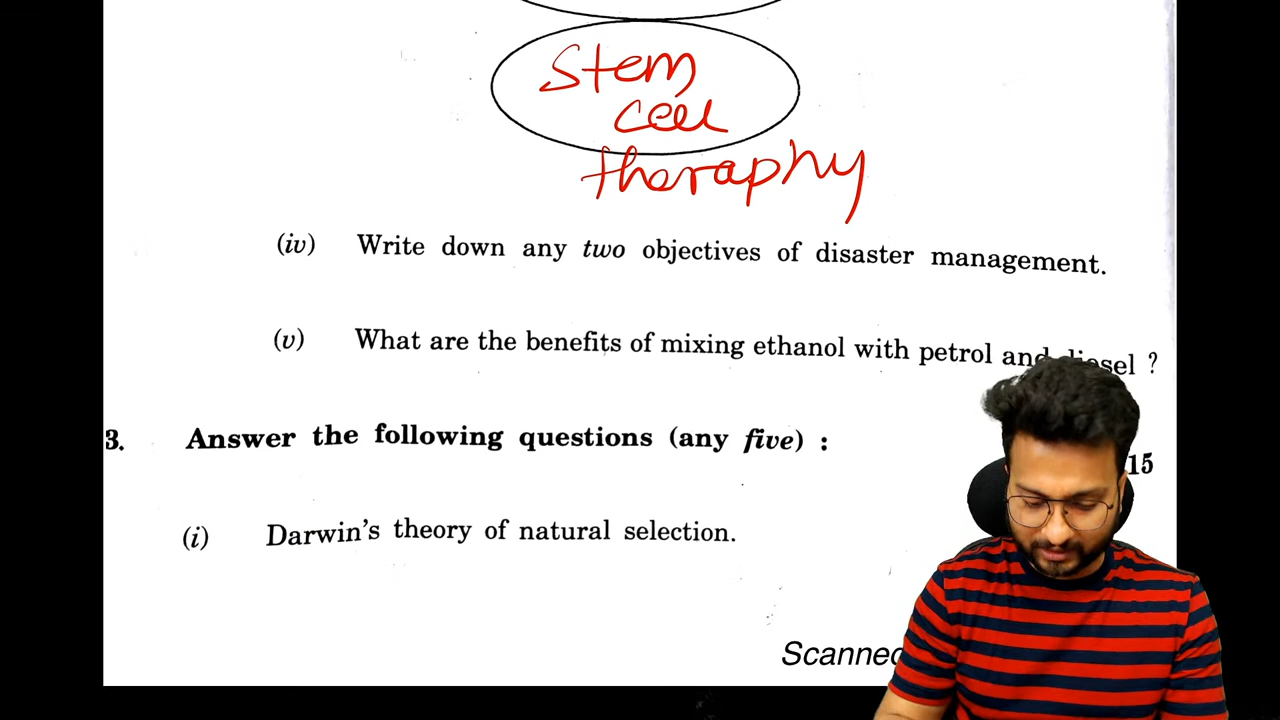 Stem
cell
theraphy
(iv) Write down any two objectives of disaster management.
(v) What are the benefits of mixing ethanol with petrol and diesel ?
3. Answer the following questions (any five) :
15
(i) Darwin's theory of natural selection.
Scanned